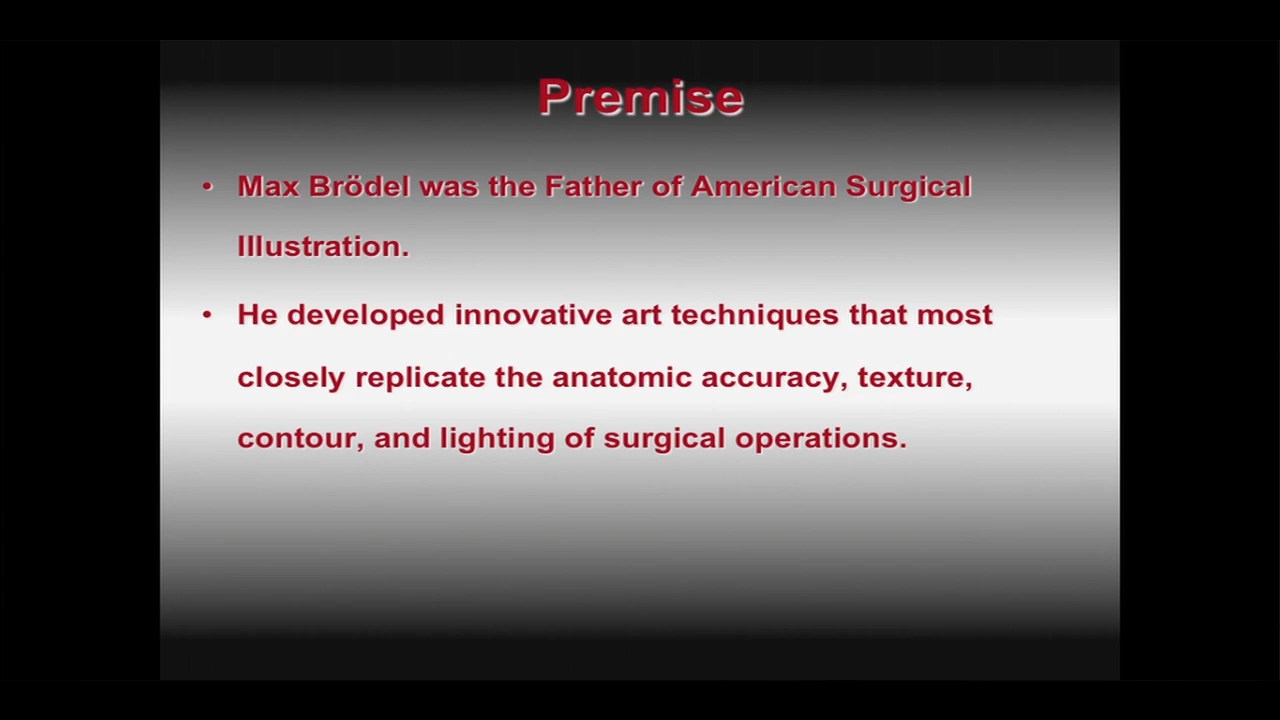 Premise
• Max Brödel was the Father of American Surgical
Illustration.
• He developed innovative art techniques that most
closely replicate the anatomic accuracy, texture,
contour, and lighting of surgical operations.